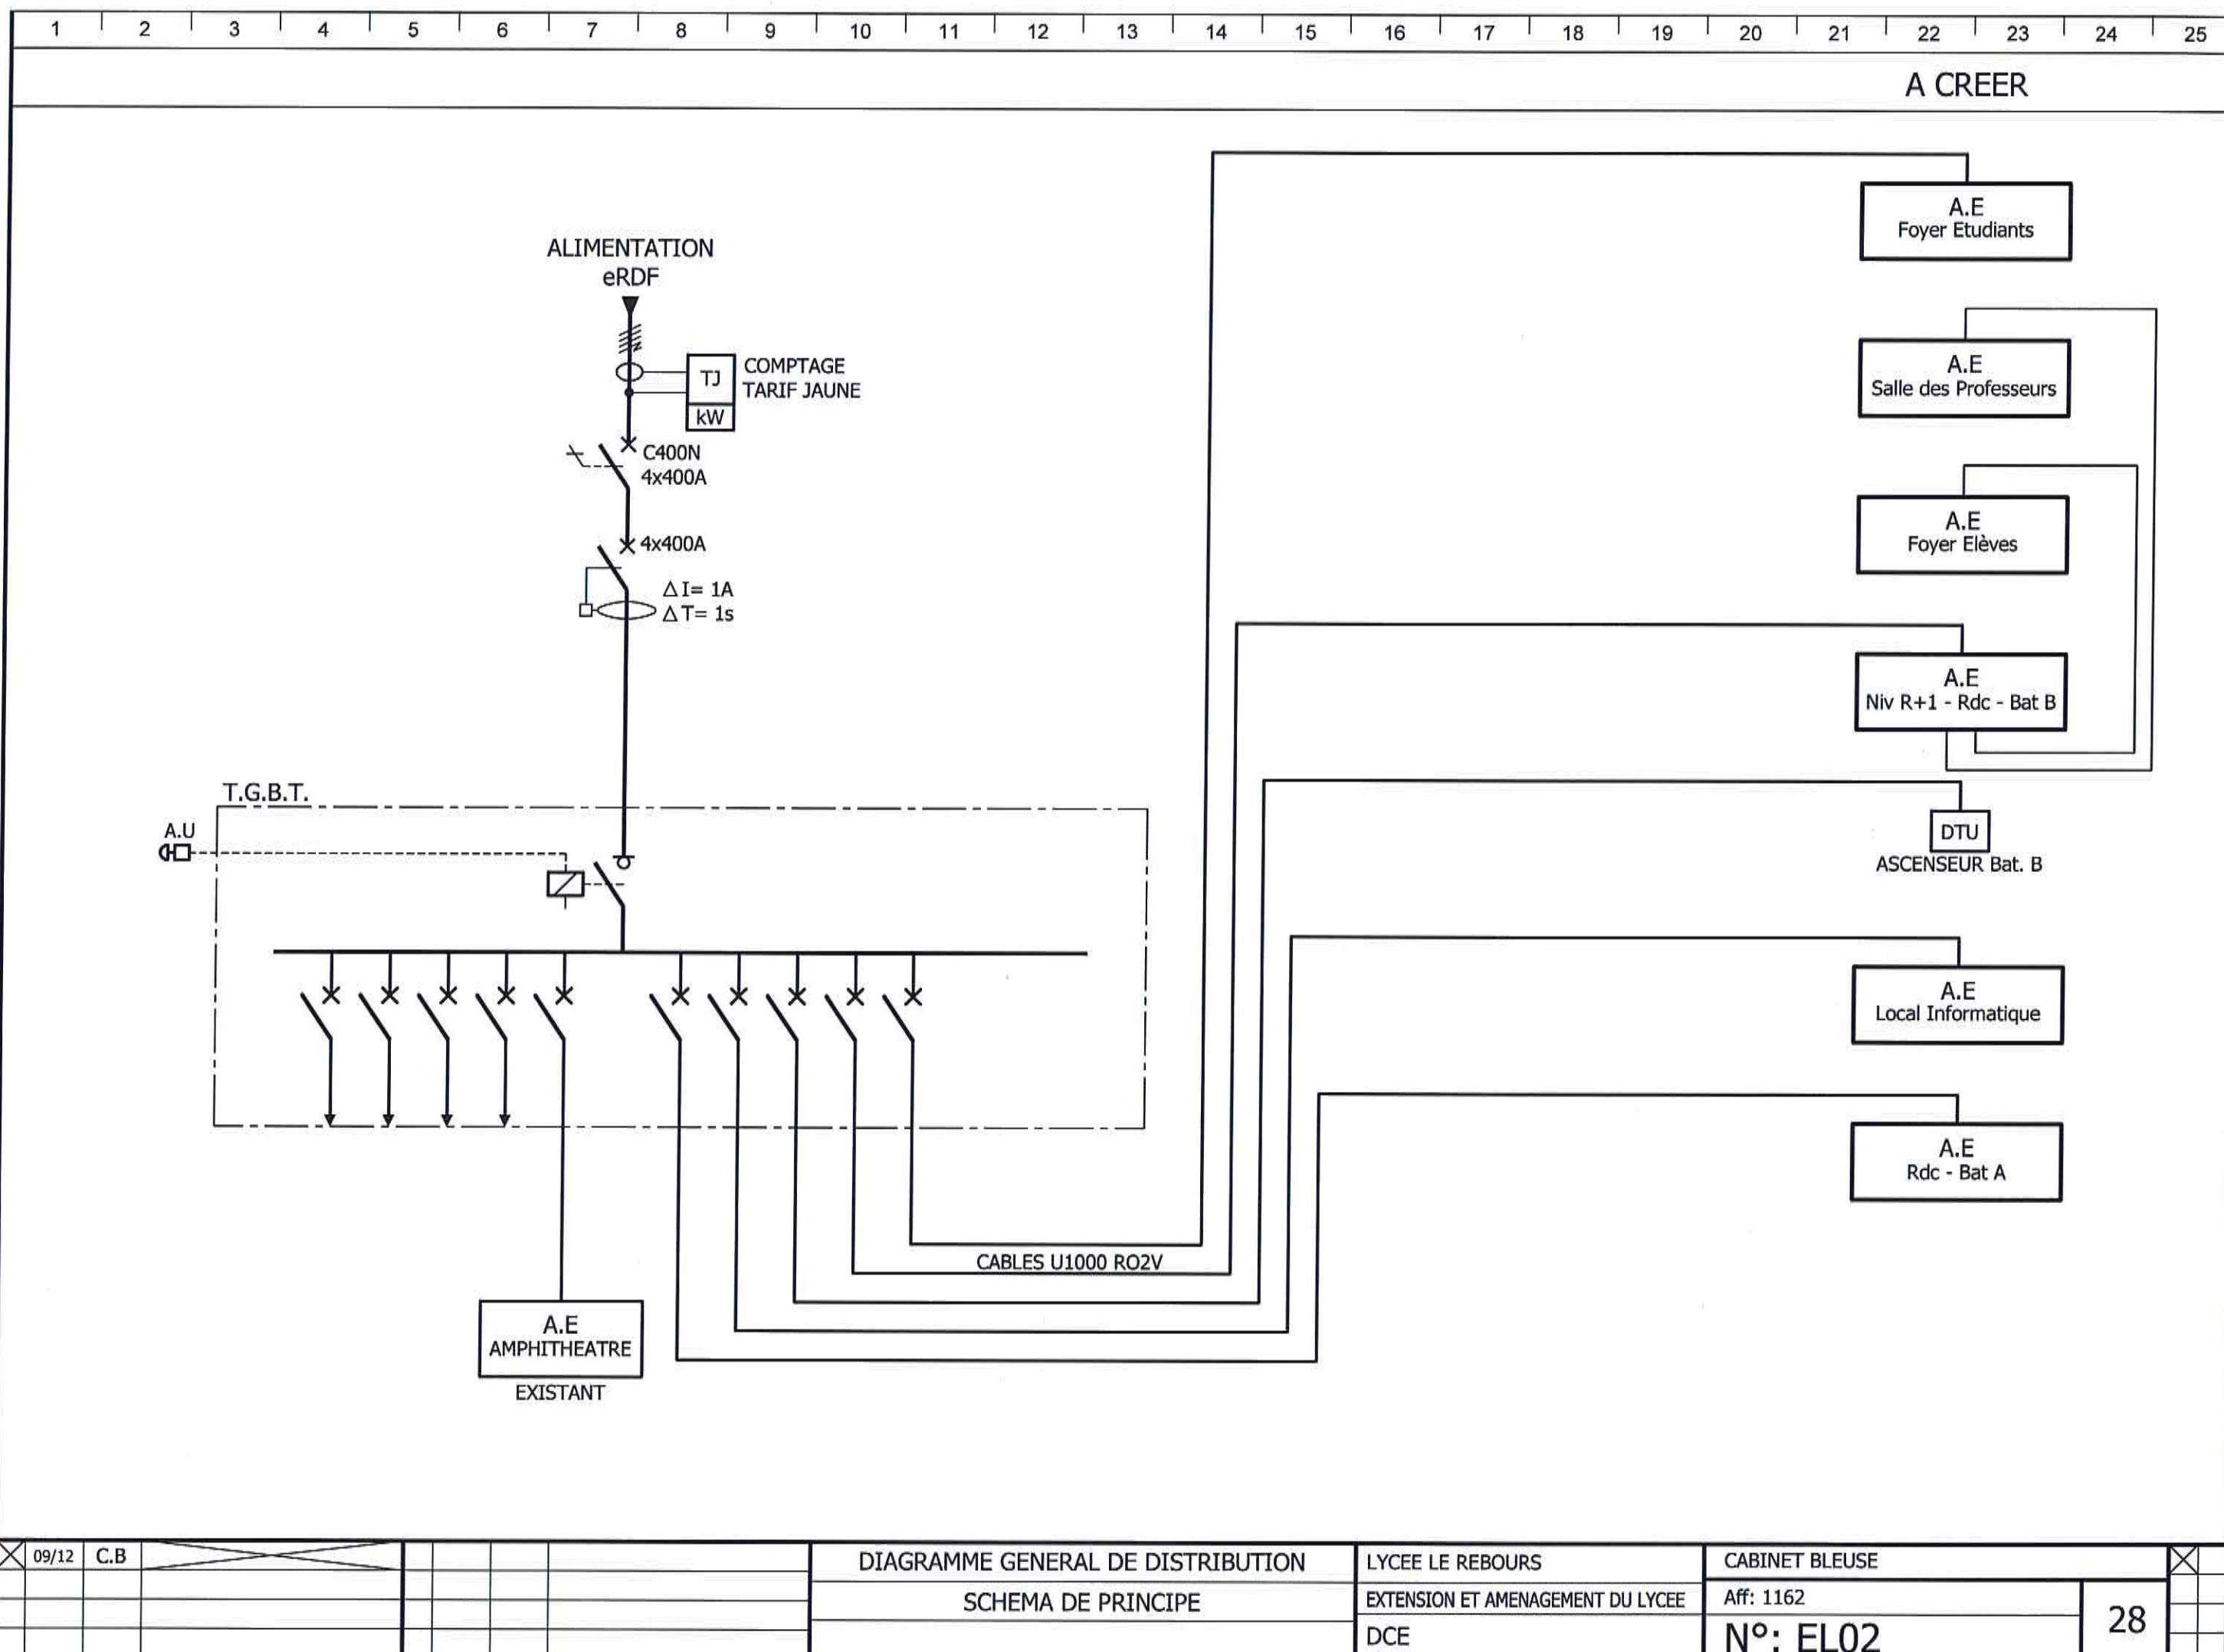 1 2 3 4 5 6 7 8 9 10 11 12 13 14 15 16 17 18 19 20 21 22 23 24 25
A CREER
A.E
Foyer Etudiants
ALIMENTATION
eRDF
TJ
kW
COMPTAGE
TARIF JAUNE
A.E
Salle des Professeurs
C400N
4x400A
A.E
Foyer Elèves
4x400A
Δ I= 1A
Δ T= 1s
A.E
Niv R+1 - Rdc - Bat B
T.G.B.T.
A.U
DTU
ASCENSEUR Bat. B
A.E
Local Informatique
A.E
Rdc - Bat A
CABLES U1000 RO2V
A.E
AMPHITHEATRE
EXISTANT
09/12 C.B
DIAGRAMME GENERAL DE DISTRIBUTION
SCHEMA DE PRINCIPE
LYCEE LE REBOURS
EXTENSION ET AMENAGEMENT DU LYCEE
DCE
CABINET BLEUSE
Aff: 1162
N°: EL02
28